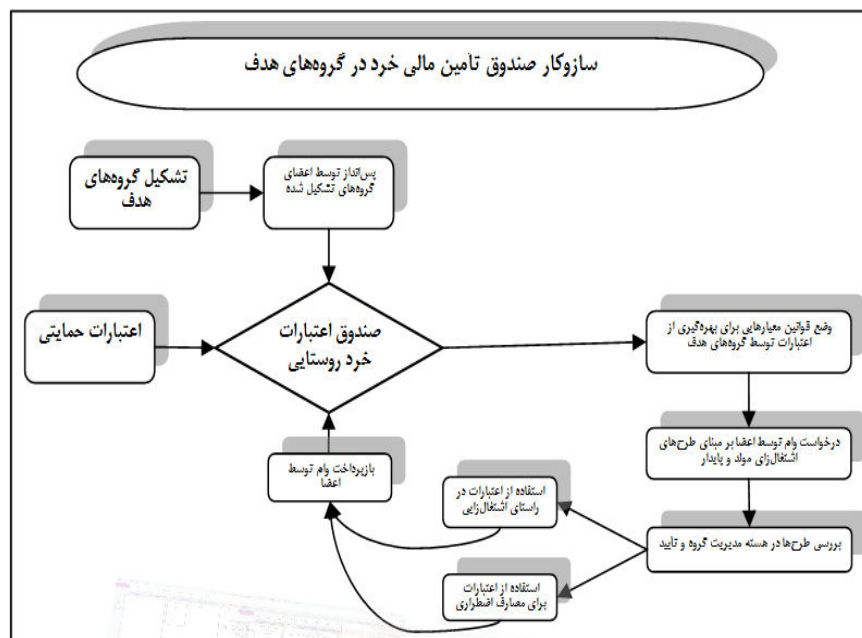 سازوکار صندوق تأمین مالی خرد در گروه‌های هدف
تشکیل گروه‌های
هدف
پس‌انداز توسط اعضای
گروه‌های تشکیل شده
اعتبارات حمایتی
صندوق اعتبارات
خرد روستایی
وضع قوانین معیارهایی برای بهره‌گیری از
اعتبارات توسط گروه‌های هدف
درخواست وام توسط اعضا بر مبنای طرح‌های
اشتغال‌زای مولد و پایدار
بررسی طرح‌ها در هسته مدیریت گروه و تأیید
استفاده از اعتبارات در
راستای اشتغال‌زایی
استفاده از اعتبارات
برای مصارف اضطراری
بازپرداخت وام توسط
اعضا